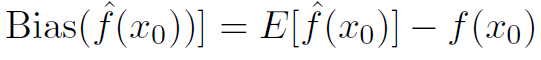 Bias(f̂(x₀))] = E[f̂(x₀)] − f(x₀)